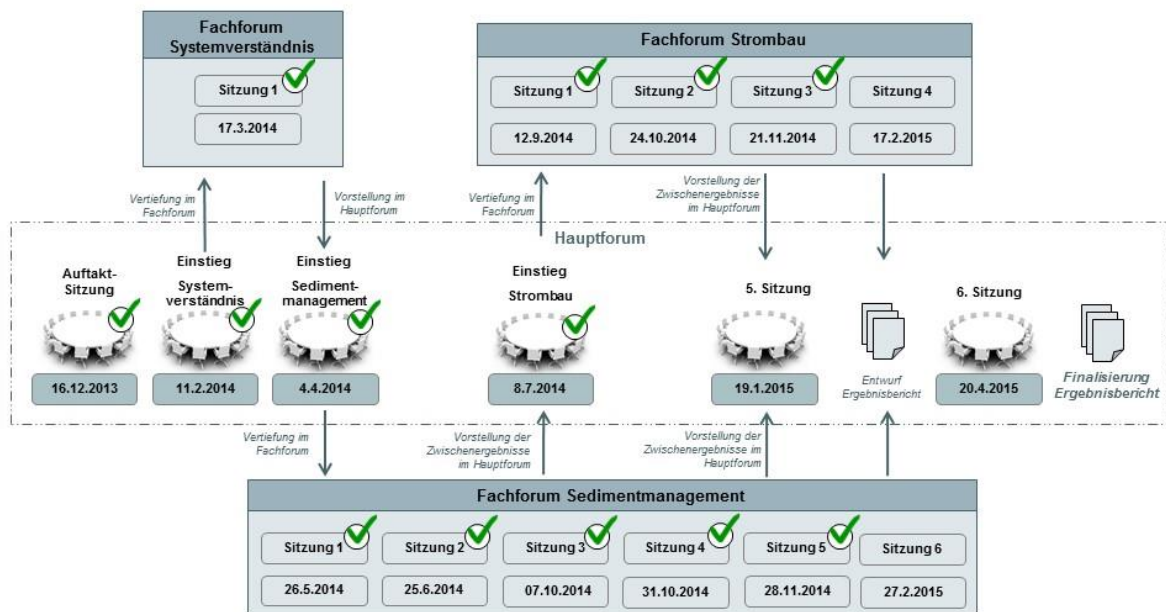 Fachforum
Systemverständnis
Sitzung 1
17.3.2014
Fachforum Strombau
Sitzung 1
Sitzung 2
Sitzung 3
Sitzung 4
12.9.2014
24.10.2014
21.11.2014
17.2.2015
Vertiefung im
Fachforum
Vorstellung im
Hauptforum
Vertiefung im
Fachforum
Vorstellung der
Zwischenergebnisse
im Hauptforum
Hauptforum
Auftakt-
Sitzung
16.12.2013
Einstieg
System-
verständnis
11.2.2014
Einstieg
Sediment-
management
4.4.2014
Einstieg
Strombau
8.7.2014
5. Sitzung
19.1.2015
Entwurf
Ergebnisbericht
6. Sitzung
20.4.2015
Finalisierung
Ergebnisbericht
Vertiefung im
Fachforum
Vorstellung der
Zwischenergebnisse
im Hauptforum
Vorstellung der
Zwischenergebnisse im
Hauptforum
Fachforum Sedimentmanagement
Sitzung 1
Sitzung 2
Sitzung 3
Sitzung 4
Sitzung 5
Sitzung 6
26.5.2014
25.6.2014
07.10.2014
31.10.2014
28.11.2014
27.2.2015